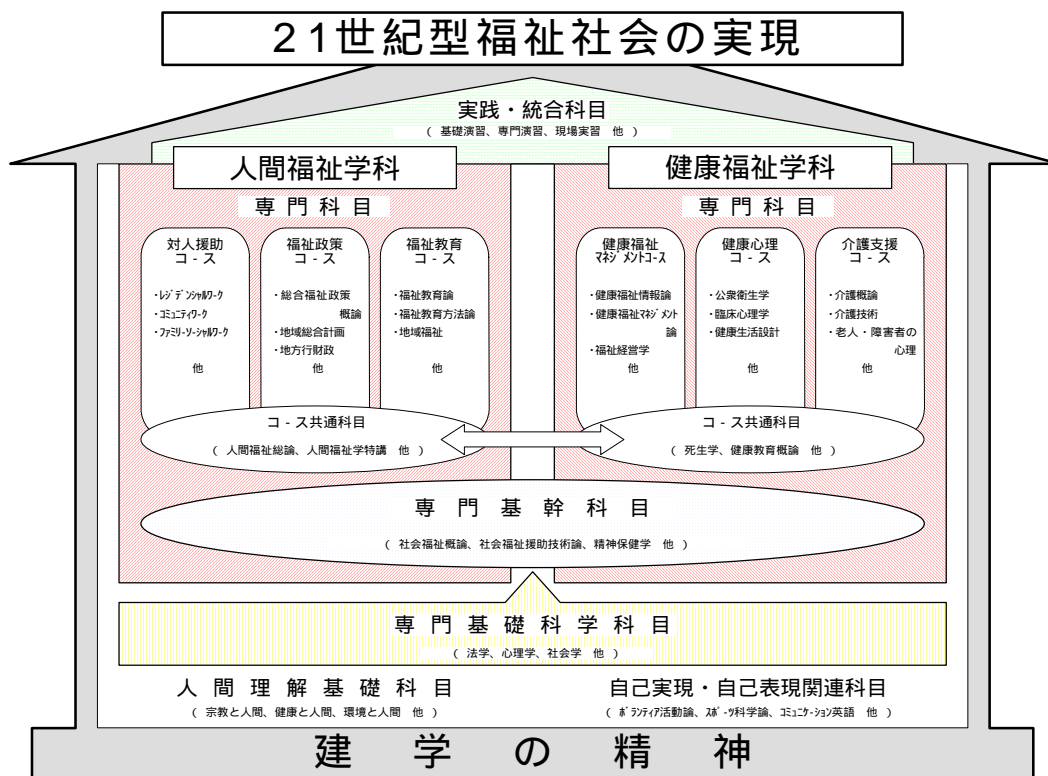 21世紀型福祉社会の実現
実践・統合科目
( 基礎演習、専門演習、現場実習 他 )
人間福祉学科
専門科目
対人援助
コ-ス
・レジデンシャルワーク
・コミュニティワーク
・ファミリーソーシャルワーク
他
福祉政策
コ-ス
・総合福祉政策
概論
・地域総合計画
・地方行財政
他
福祉教育
コ-ス
・福祉教育論
・福祉教育方法論
・地域福祉
他
コ-ス共通科目
( 人間福祉総論、人間福祉学特講 他 )
健康福祉学科
専門科目
健康福祉
マネジメントコース
・健康福祉情報論
・健康福祉マネジメント
論
・福祉経営学
他
健康心理
コ-ス
・公衆衛生学
・臨床心理学
・健康生活設計
他
介護支援
コ-ス
・介護概論
・介護技術
・老人・障害者の
心理
他
コ-ス共通科目
( 死生学、健康教育概論 他 )
専門基幹科目
( 社会福祉概論、社会福祉援助技術論、精神保健学 他 )
専門基礎科学科目
( 法学、心理学、社会学 他 )
人間理解基礎科目
( 宗教と人間、健康と人間、環境と人間 他 )
自己実現・自己表現関連科目
( ボランティア活動論、スポーツ科学論、コミュニケーション英語 他 )
建学の精神